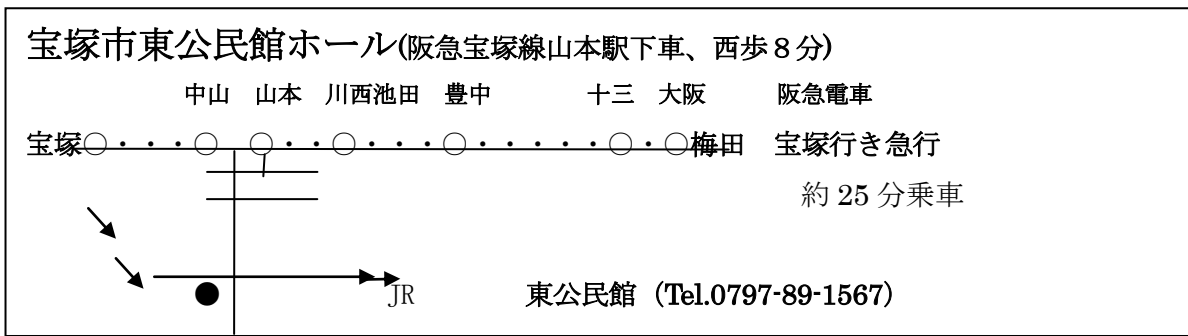 宝塚市東公民館ホール(阪急宝塚線山本駅下車、西歩８分)
中山 山本 川西池田 豊中 十三 大阪 阪急電車
宝塚○・・・○・○・・○・・・○・・・・・○・○梅田 宝塚行き急行
約 25 分乗車
JR 東公民館（Tel.0797-89-1567）